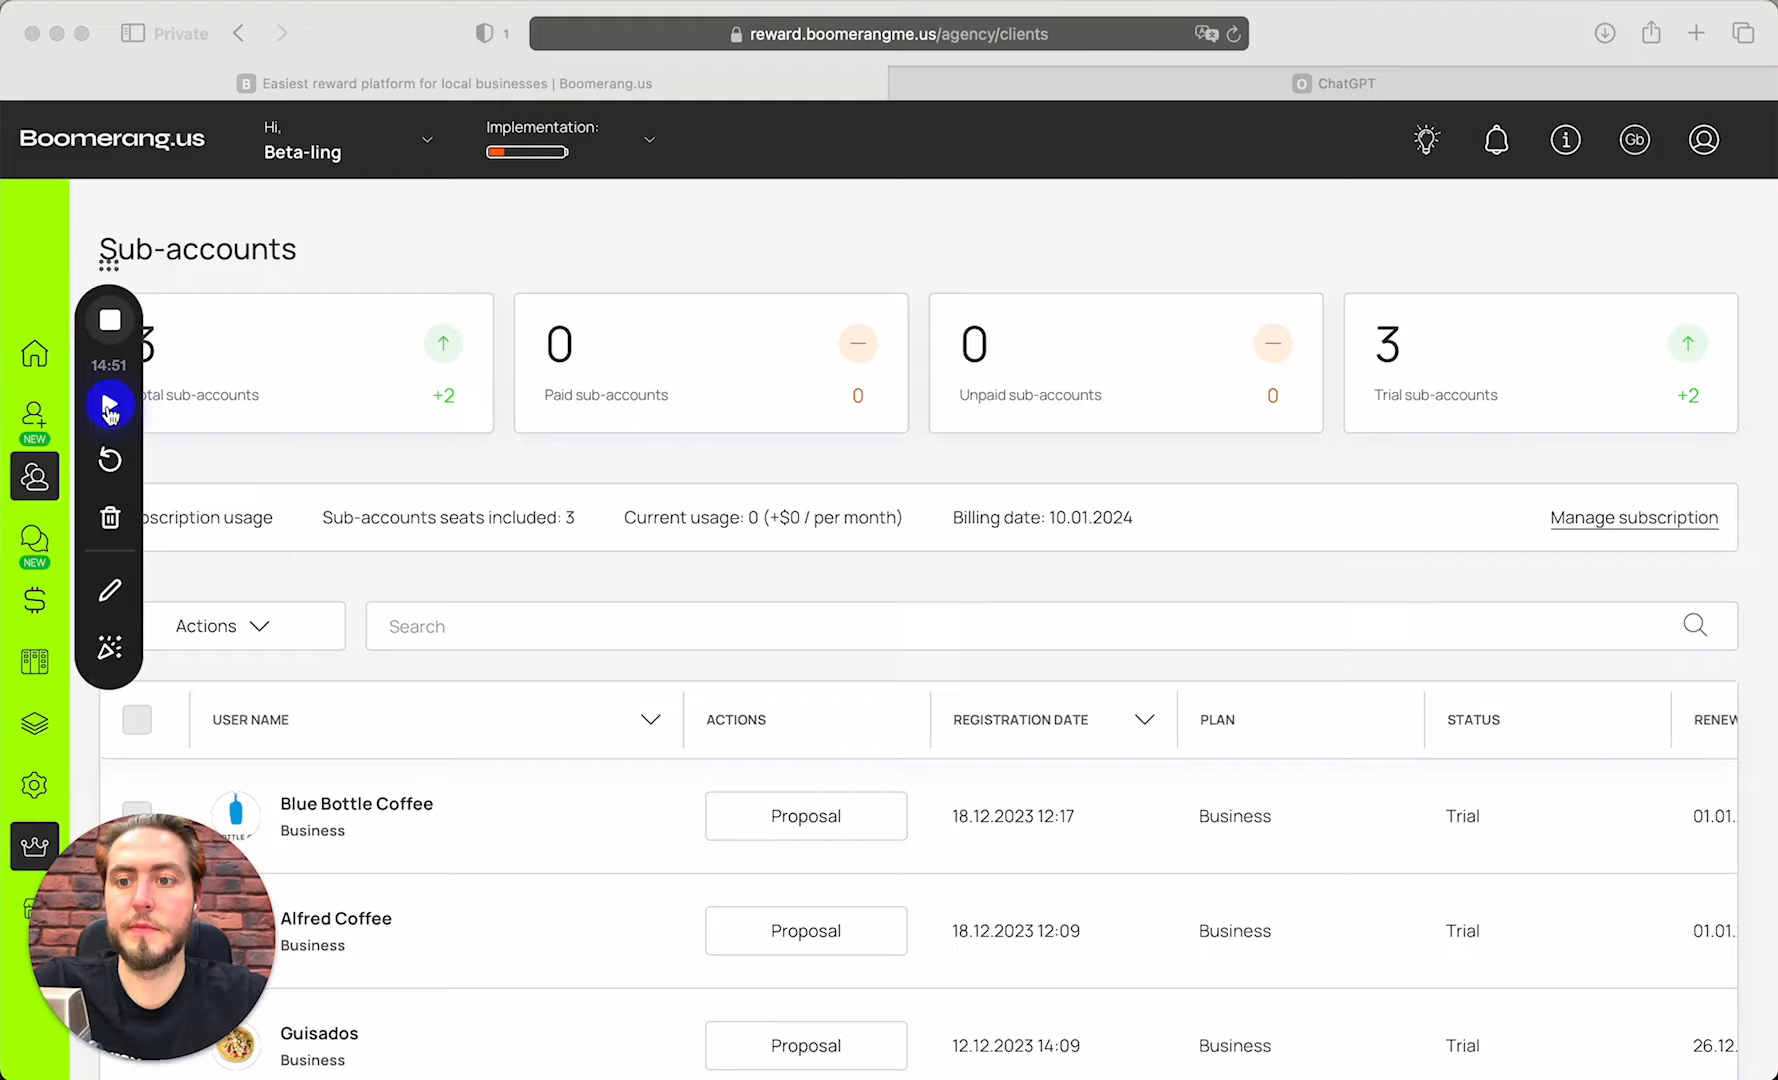 Private
1
reward.boomerangme.us/agency/clients
B Easiest reward platform for local businesses | Boomerang.us
O ChatGPT
Boomerang.us
Hi,
Beta-ling
Implementation:
Gb
Sub-accounts
3
otal sub-accounts
+2
0
Paid sub-accounts
0
0
Unpaid sub-accounts
0
3
Trial sub-accounts
+2
14:51
NEW
NEW
bscription usage
Sub-accounts seats included: 3
Current usage: 0 (+$0 / per month)
Billing date: 10.01.2024
Manage subscription
Actions
Search
USER NAME
ACTIONS
REGISTRATION DATE
PLAN
STATUS
RENEW
Blue Bottle Coffee
Business
Proposal
18.12.2023 12:17
Business
Trial
01.01.
Alfred Coffee
Business
Proposal
18.12.2023 12:09
Business
Trial
01.01.
Guisados
Business
Proposal
12.12.2023 14:09
Business
Trial
26.12.